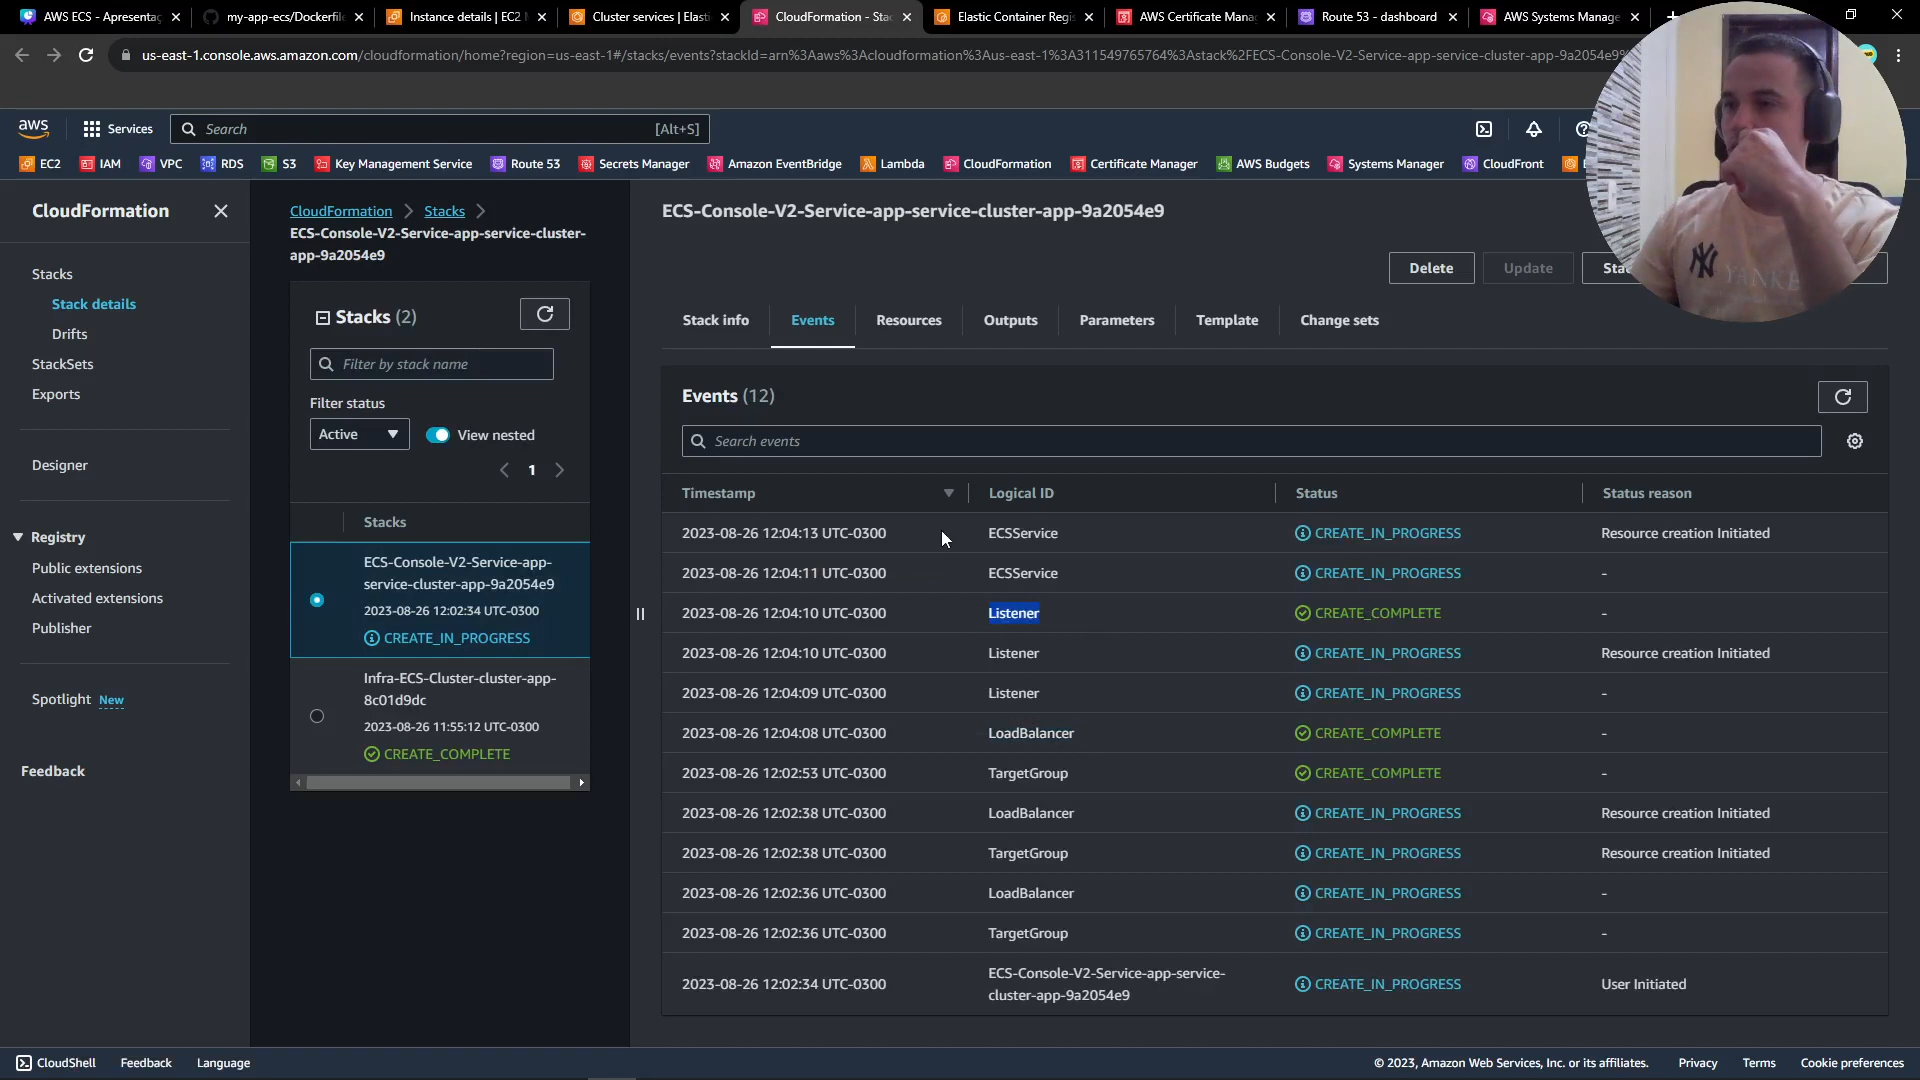 AWS ECS - Apresentaç
my-app-ecs/Dockerfile
Instance details | EC2 M
Cluster services | Elasti
CloudFormation - Stac
Elastic Container Regis
AWS Certificate Mana
Route 53 - dashboard
AWS Systems Manage
us-east-1.console.aws.amazon.com/cloudformation/home?region=us-east-1#/stacks/events?stackId=arn%3Aaws%3Acloudformation%3Aus-east-1%3A311549765764%3Astack%2FECS-Console-V2-Service-app-service-cluster-app-9a2054e9%
aws
Services
Search
[Alt+S]
EC2
IAM
VPC
RDS
S3
Key Management Service
Route 53
Secrets Manager
Amazon EventBridge
Lambda
CloudFormation
Certificate Manager
AWS Budgets
Systems Manager
CloudFront
CloudFormation
Stacks
Stack details
Drifts
StackSets
Exports
Designer
Registry
Public extensions
Activated extensions
Publisher
Spotlight New
Feedback
CloudFormation
Stacks
ECS-Console-V2-Service-app-service-cluster-
app-9a2054e9
Stacks (2)
Filter by stack name
Filter status
Active
View nested
1
Stacks
ECS-Console-V2-Service-app-
service-cluster-app-9a2054e9
2023-08-26 12:02:34 UTC-0300
CREATE_IN_PROGRESS
Infra-ECS-Cluster-cluster-app-
8c01d9dc
2023-08-26 11:55:12 UTC-0300
CREATE_COMPLETE
ECS-Console-V2-Service-app-service-cluster-app-9a2054e9
Delete
Update
Sta
Stack info
Events
Resources
Outputs
Parameters
Template
Change sets
Events (12)
Search events
Timestamp Logical ID Status Status reason
2023-08-26 12:04:13 UTC-0300 ECSService CREATE_IN_PROGRESS Resource creation Initiated
2023-08-26 12:04:11 UTC-0300 ECSService CREATE_IN_PROGRESS -
2023-08-26 12:04:10 UTC-0300 Listener CREATE_COMPLETE -
2023-08-26 12:04:10 UTC-0300 Listener CREATE_IN_PROGRESS Resource creation Initiated
2023-08-26 12:04:09 UTC-0300 Listener CREATE_IN_PROGRESS -
2023-08-26 12:04:08 UTC-0300 LoadBalancer CREATE_COMPLETE -
2023-08-26 12:02:53 UTC-0300 TargetGroup CREATE_COMPLETE -
2023-08-26 12:02:38 UTC-0300 LoadBalancer CREATE_IN_PROGRESS Resource creation Initiated
2023-08-26 12:02:38 UTC-0300 TargetGroup CREATE_IN_PROGRESS Resource creation Initiated
2023-08-26 12:02:36 UTC-0300 LoadBalancer CREATE_IN_PROGRESS -
2023-08-26 12:02:36 UTC-0300 TargetGroup CREATE_IN_PROGRESS -
2023-08-26 12:02:34 UTC-0300 ECS-Console-V2-Service-app-service- CREATE_IN_PROGRESS User Initiated
cluster-app-9a2054e9
NY YANKE
CloudShell
Feedback
Language
© 2023, Amazon Web Services, Inc. or its affiliates.
Privacy
Terms
Cookie preferences